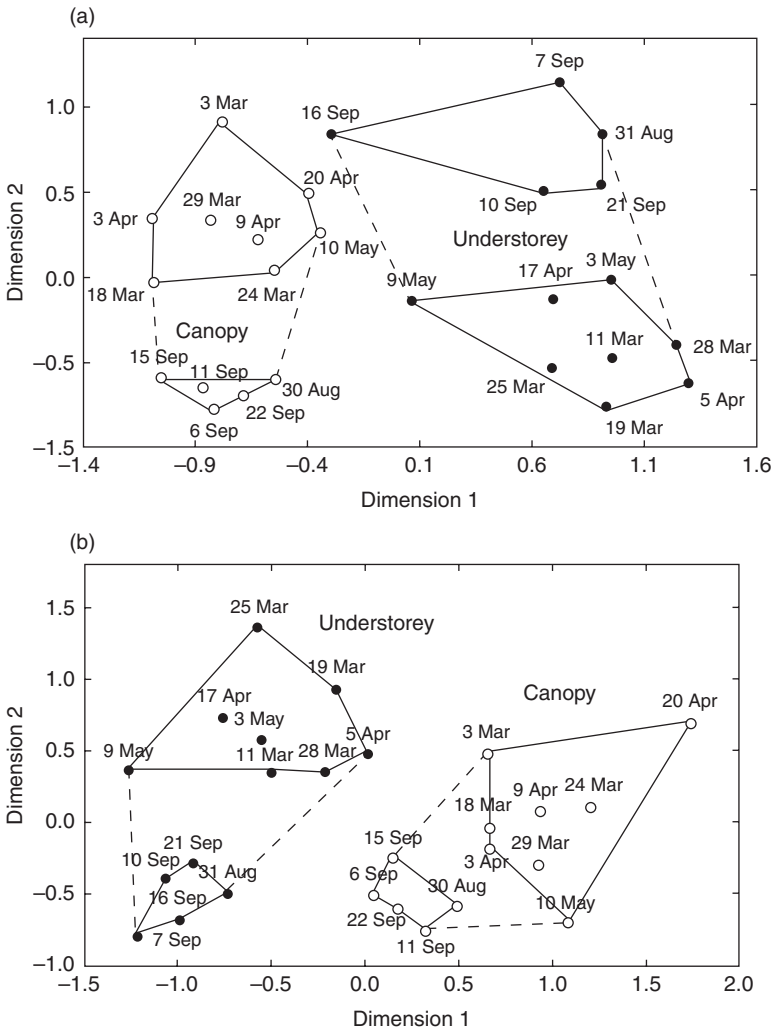 (a)
7 Sep
1.0
3 Mar
16 Sep
31 Aug
20 Apr
0.5
29 Mar
3 Apr
9 Apr
10 Sep
21 Sep
10 May
Understorey
Dimension 2
0.0
9 May
17 Apr
3 May
18 Mar
24 Mar
Canopy
11 Mar
28 Mar
–0.5
15 Sep
11 Sep
30 Aug
25 Mar
22 Sep
5 Apr
6 Sep
19 Mar
–1.5
–1.4
–0.9
–0.4
0.1
0.6
1.1
1.6
Dimension 1
(b)
1.5
25 Mar
Understorey
19 Mar
1.0
17 Apr
Canopy
20 Apr
3 May
5 Apr
3 Mar
0.5
9 May
11 Mar
28 Mar
9 Apr
24 Mar
Dimension 2
0.0
18 Mar
15 Sep
29 Mar
21 Sep
3 Apr
10 Sep
31 Aug
6 Sep
30 Aug
–0.5
16 Sep
10 May
22 Sep
7 Sep
11 Sep
–1.0
–1.5
–1.0
–0.5
0.0
0.5
1.0
1.5
2.0
Dimension 1